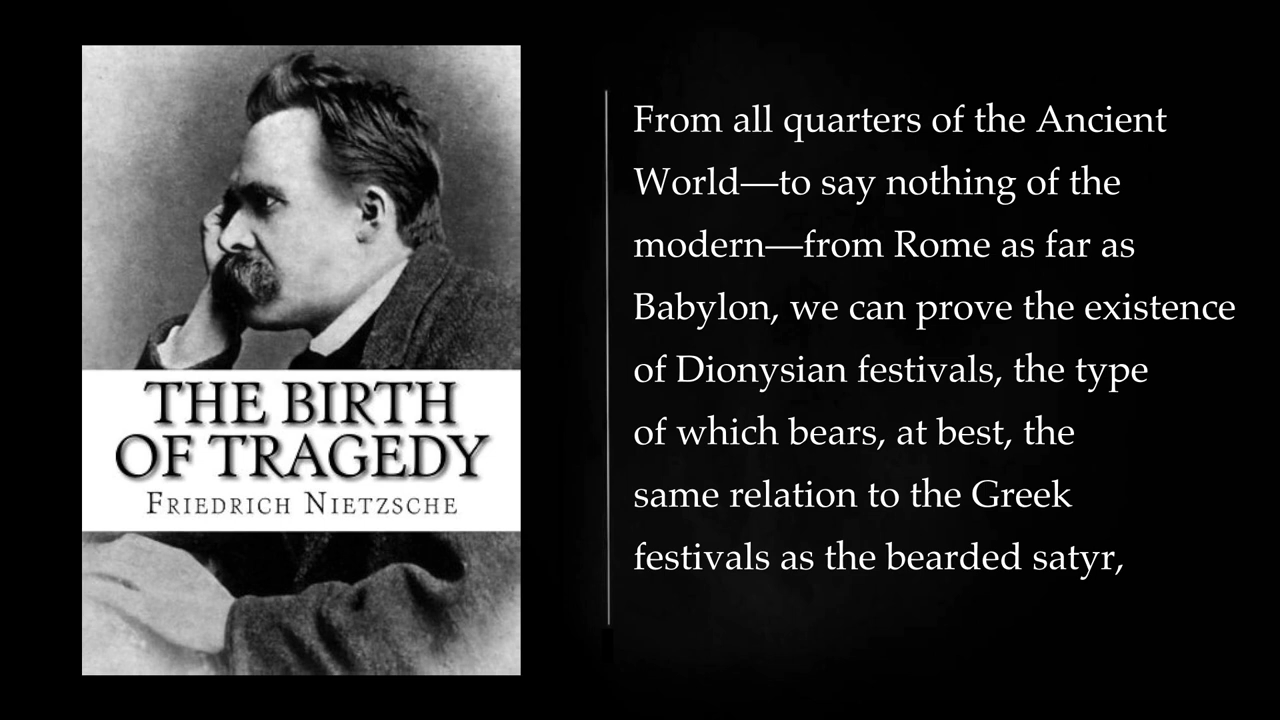 THE BIRTH
OF TRAGEDY
FRIEDRICH NIETZSCHE
From all quarters of the Ancient
World—to say nothing of the
modern—from Rome as far as
Babylon, we can prove the existence
of Dionysian festivals, the type
of which bears, at best, the
same relation to the Greek
festivals as the bearded satyr,